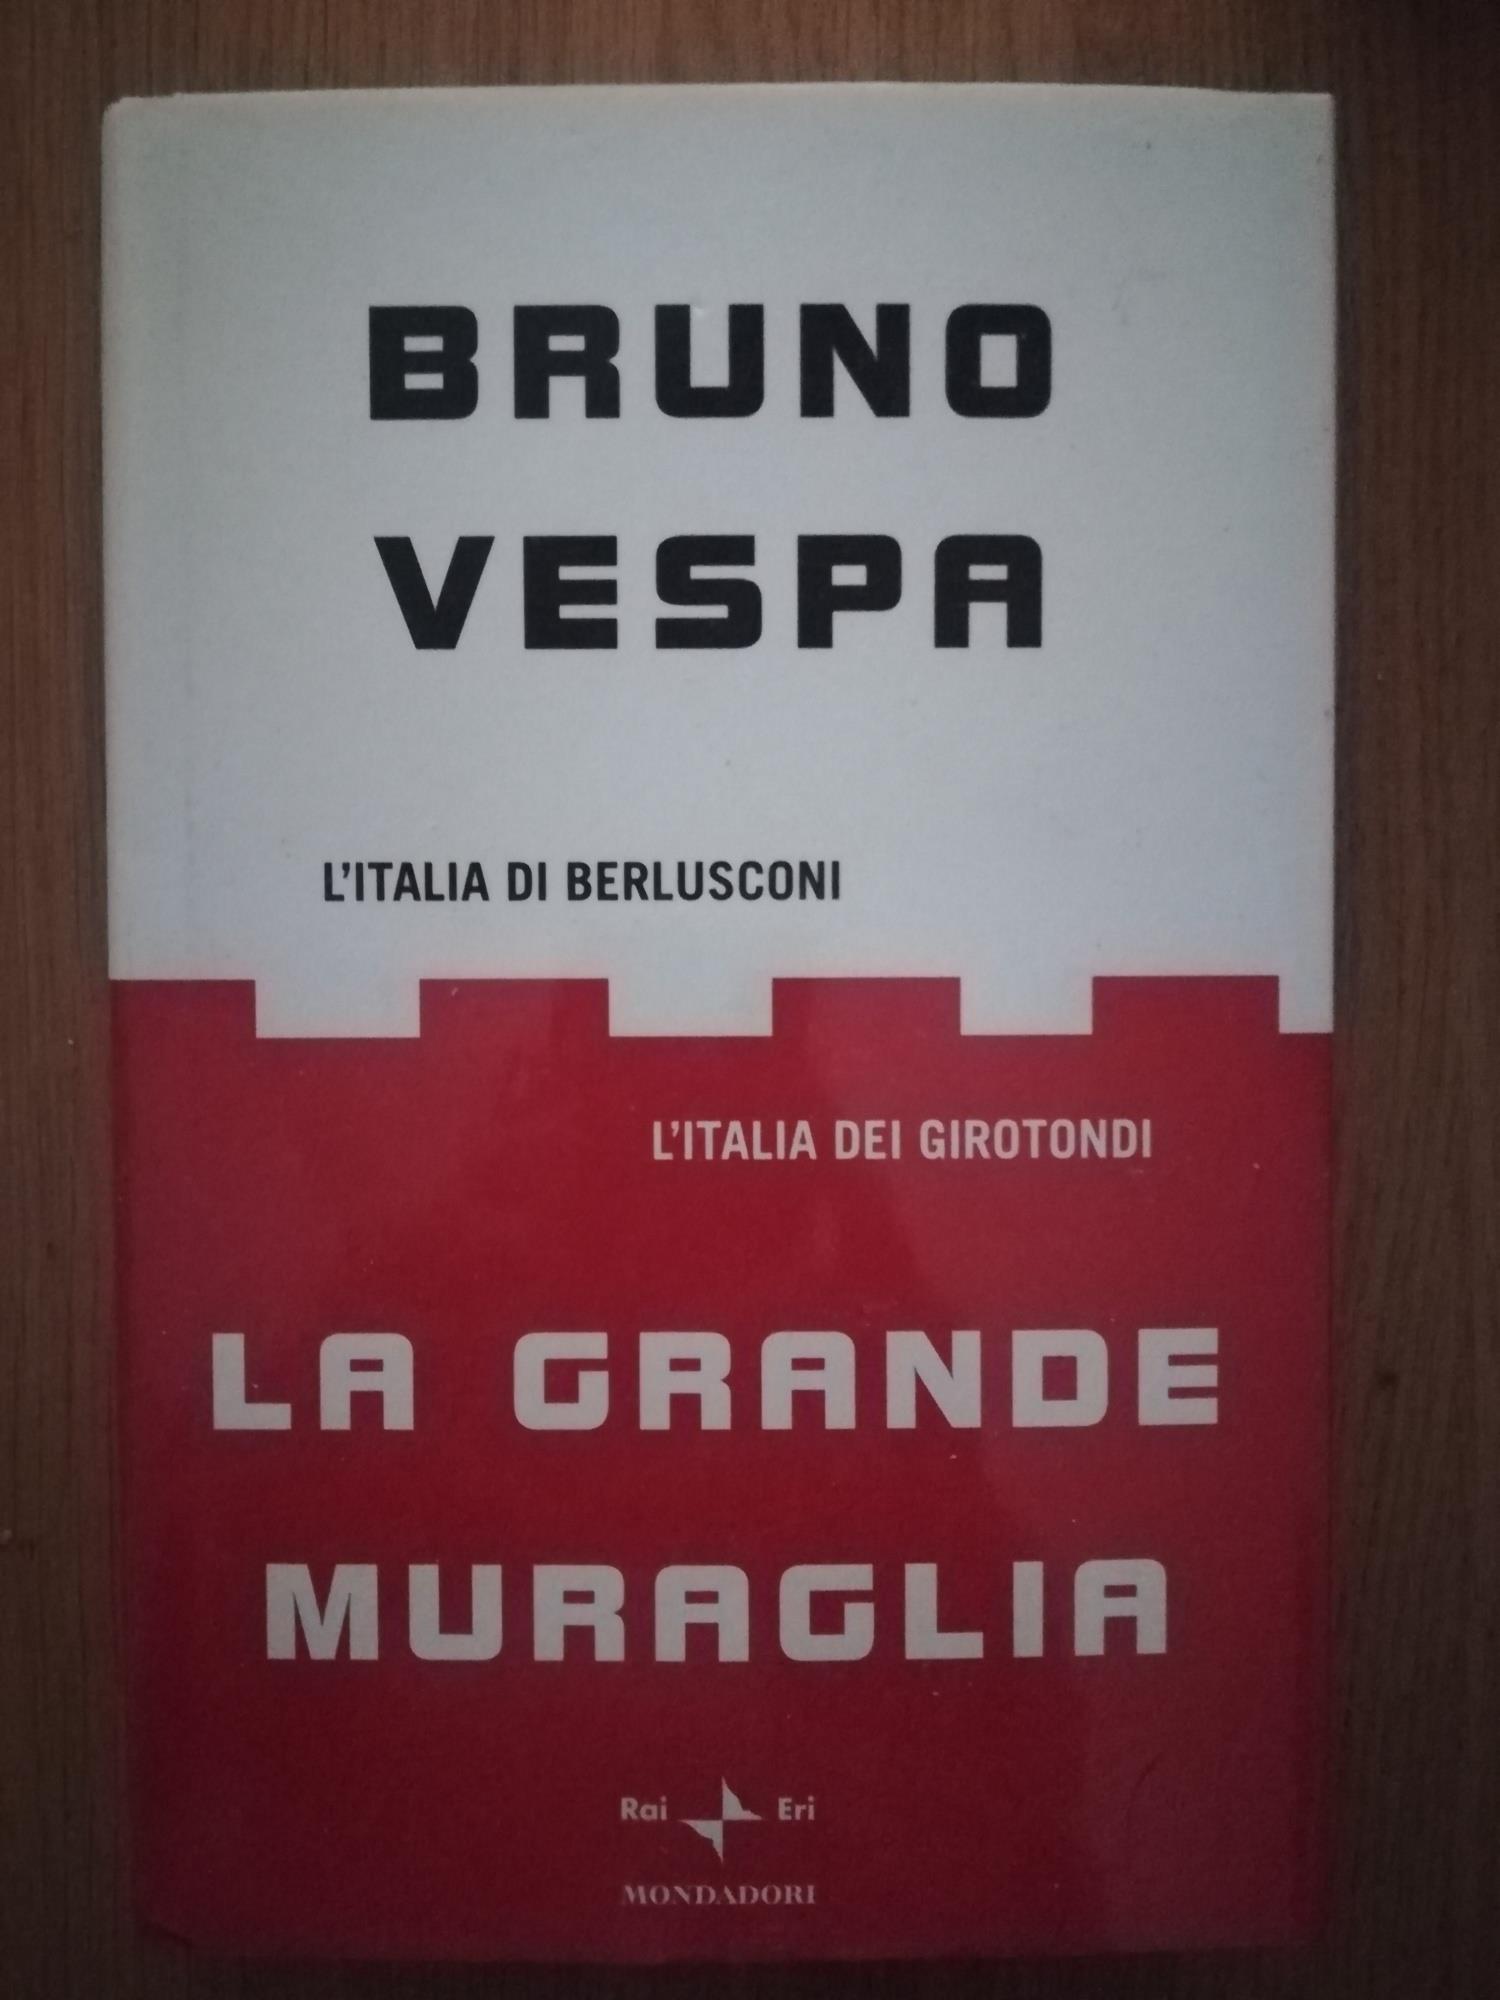 BRUNO
VESPA
L'ITALIA DI BERLUSCONI
L'ITALIA DEI GIROTONDI
LA GRANDE
MURAGLIA
Rai Eri
MONDADORI